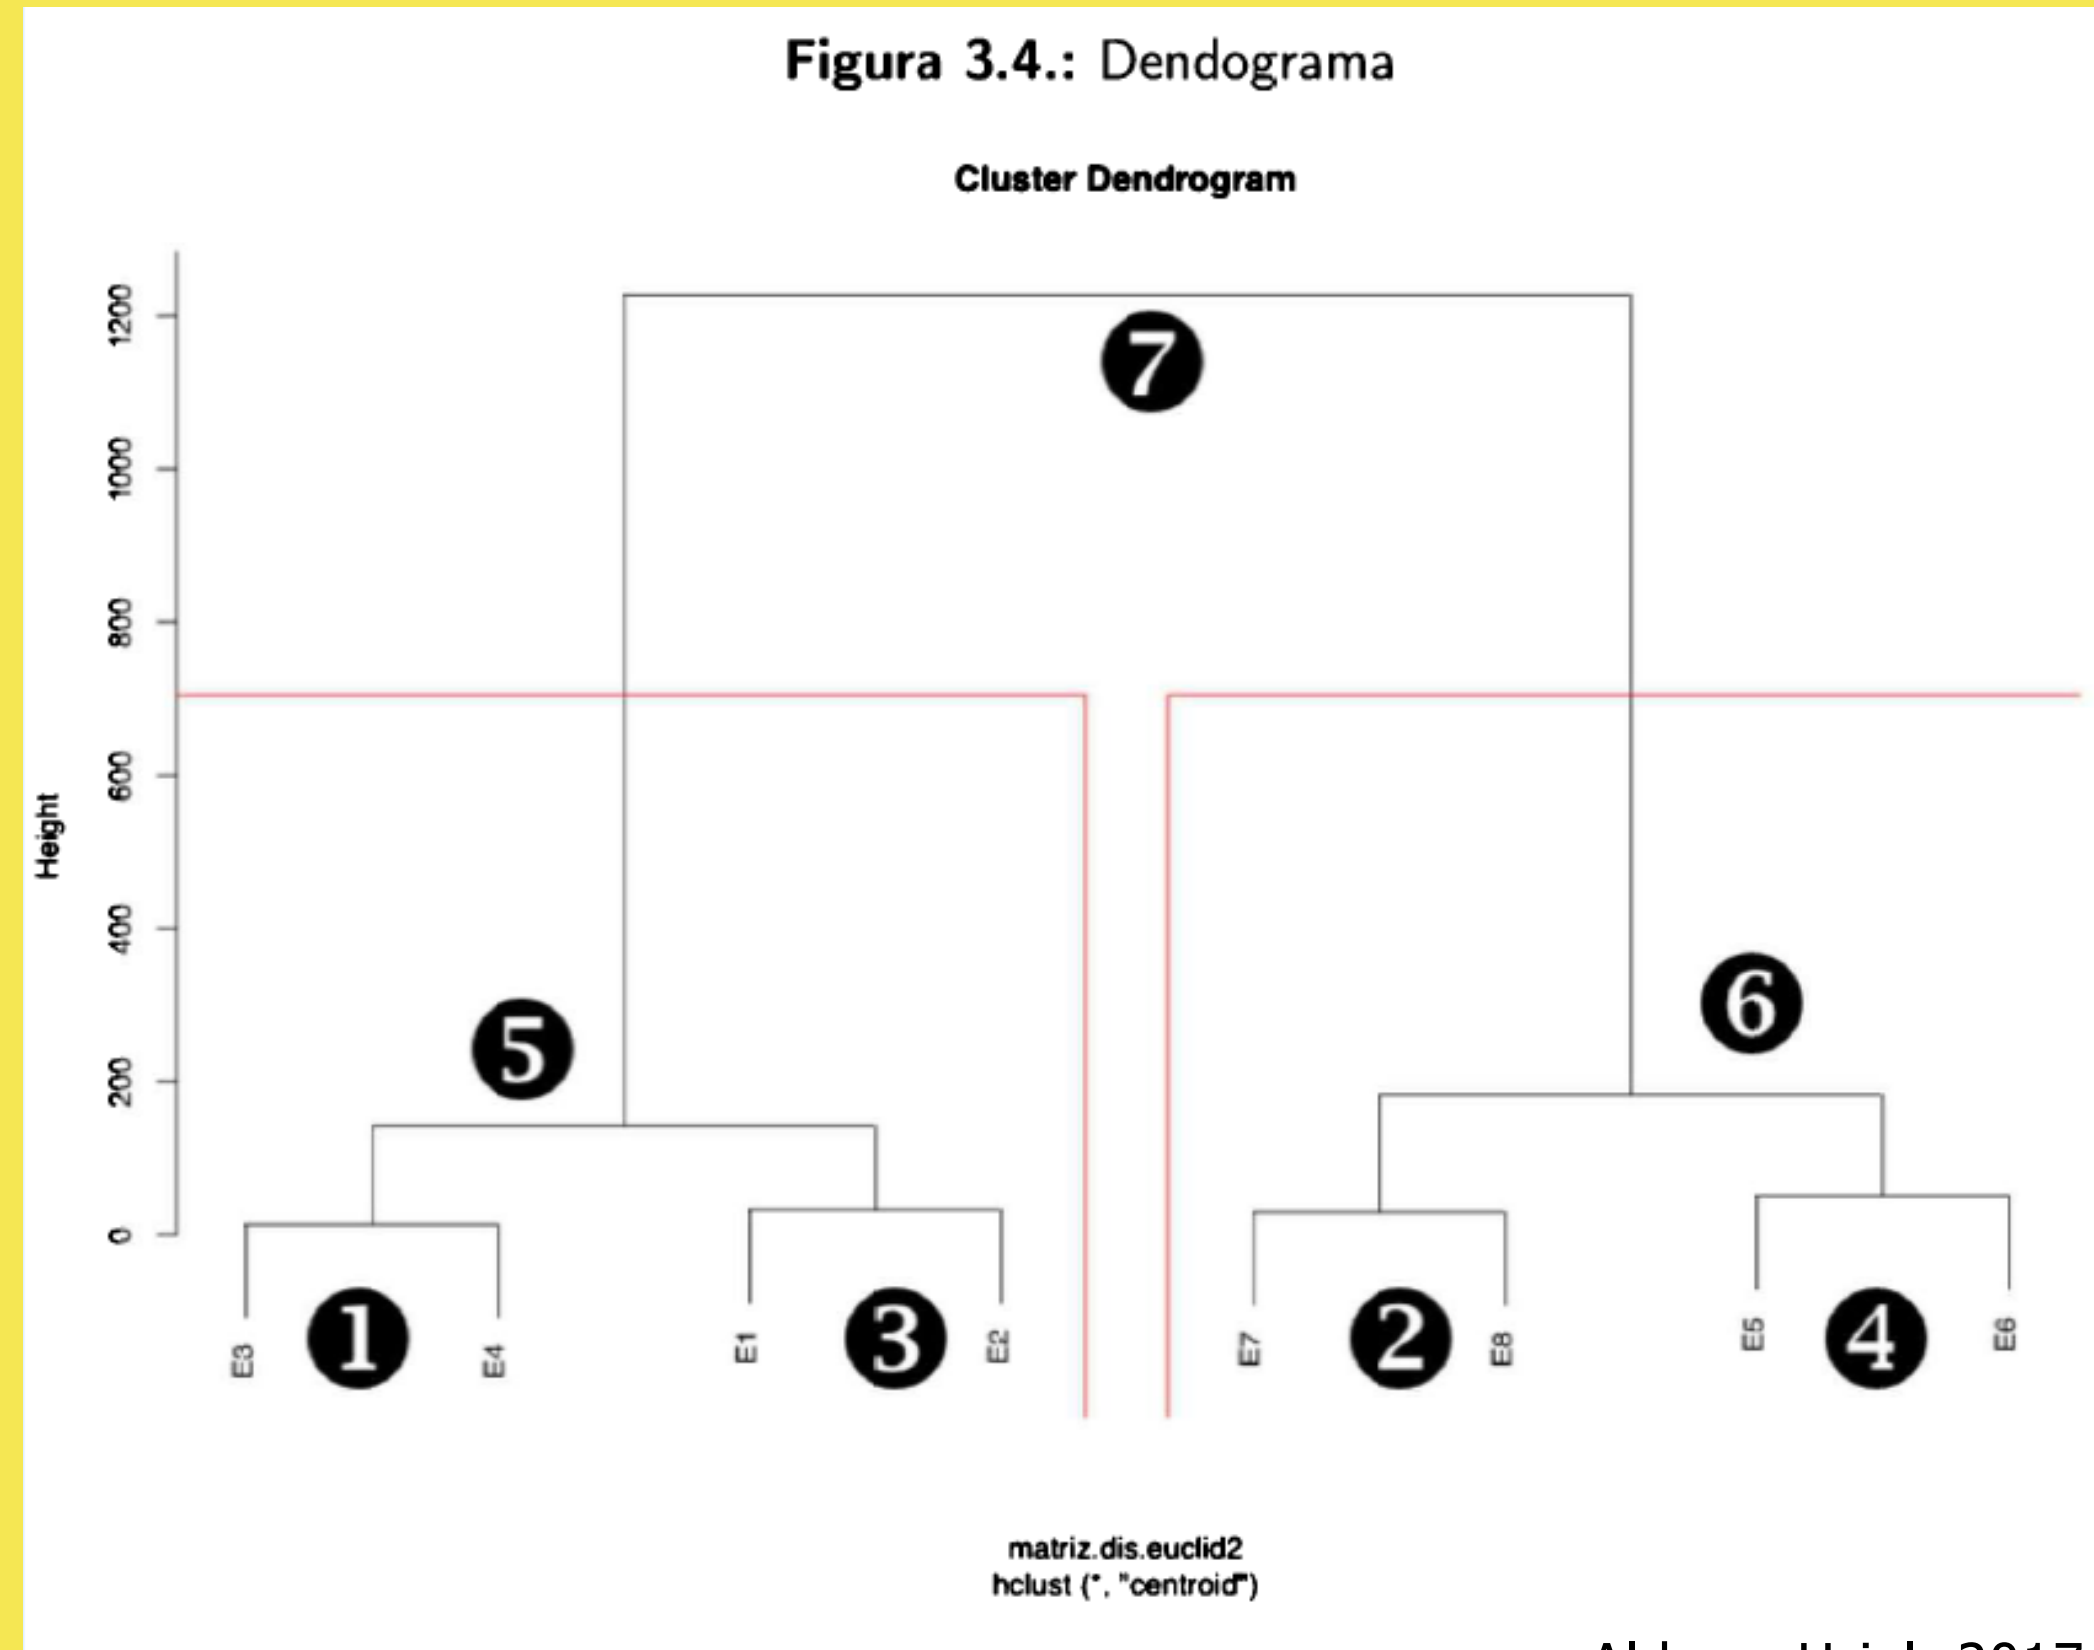 Figura 3.4.: Dendograma
Cluster Dendrogram
1200
7
1000
800
600
Height
400
6
5
200
0
E3
1
E4
E1
3
E2
E7
2
E8
E5
4
E6
matriz.dis.euclid2
hclust (*, "centroid")